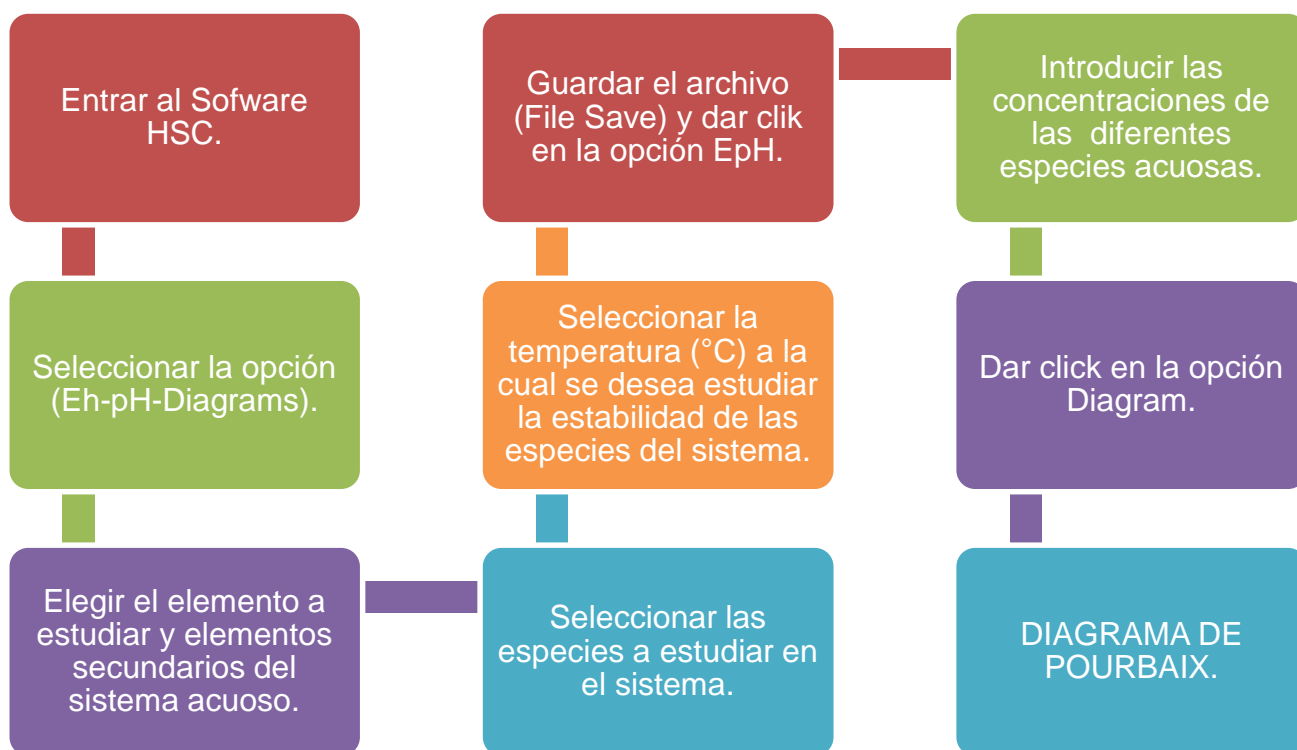 Entrar al Sofware
HSC.
Seleccionar la opción
(Eh-pH-Diagrams).
Elegir el elemento a
estudiar y elementos
secundarios del
sistema acuoso.
Seleccionar las
especies a estudiar en
el sistema.
Seleccionar la
temperatura (°C) a la
cual se desea estudiar
la estabilidad de las
especies del sistema.
Guardar el archivo
(File Save) y dar clik
en la opción EpH.
Introducir las
concentraciones de
las diferentes
especies acuosas.
Dar click en la opción
Diagram.
DIAGRAMA DE
POURBAIX.